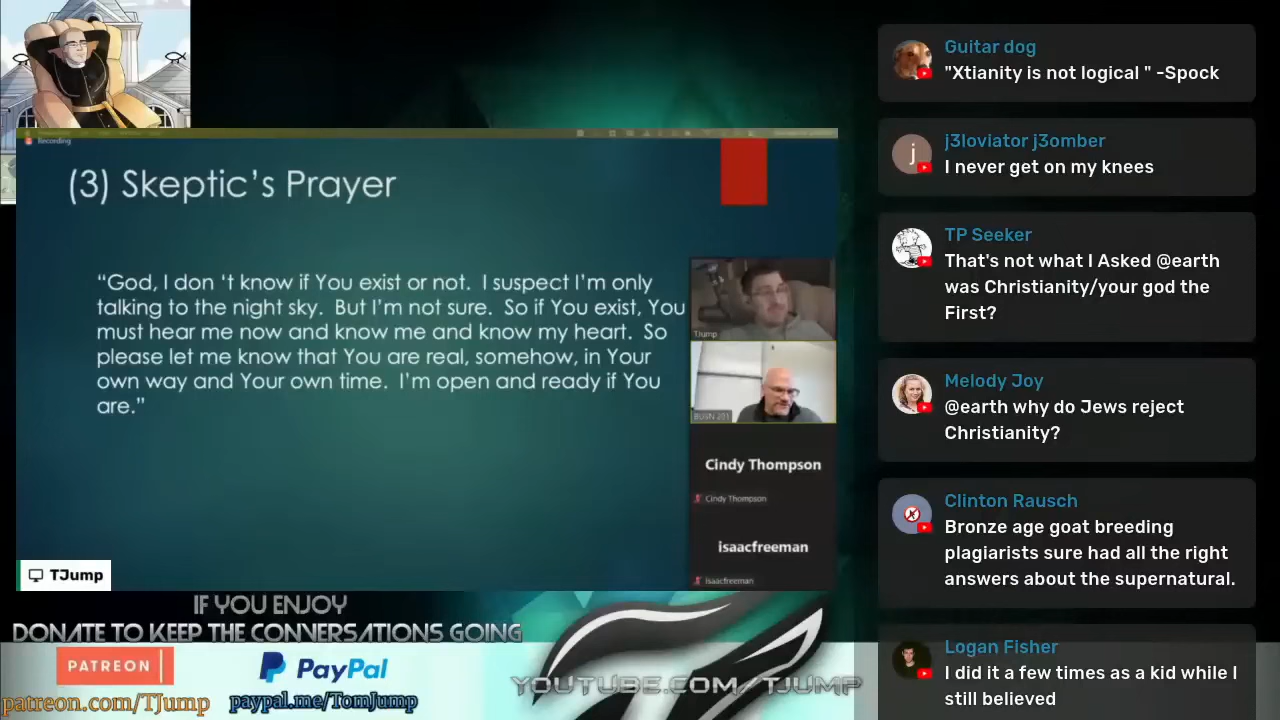 Recording
(3) Skeptic's Prayer
“God, I don ‘t know if You exist or not.  I suspect I’m only
talking to the night sky.  But I’m not sure.  So if You exist, You
must hear me now and know me and know my heart.  So
please let me know that You are real, somehow, in Your
own way and Your own time.  I’m open and ready if You
are.”
TJump
BUSN 201
Cindy Thompson
Cindy Thompson
isaacfreeman
isaacfreeman
TJump
IF YOU ENJOY
DONATE TO KEEP THE CONVERSATIONS GOING
PATREON
PayPal
patreon.com/TJump
paypal.me/TomJump
YOUTUBE.COM/TJUMP
Guitar dog
"Xtianity is not logical " -Spock
j3loviator j3omber
I never get on my knees
TP Seeker
That's not what I Asked @earth
was Christianity/your god the
First?
Melody Joy
@earth why do Jews reject
Christianity?
Clinton Rausch
Bronze age goat breeding
plagiarists sure had all the right
answers about the supernatural.
Logan Fisher
I did it a few times as a kid while I
still believed